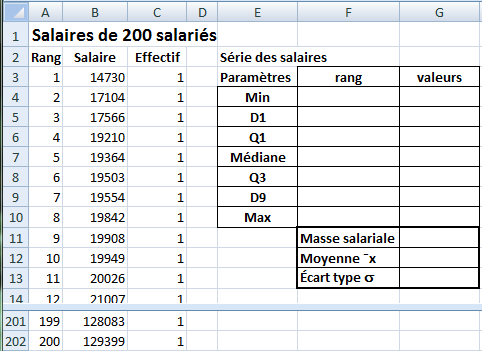 A B C D E F G
1 Salaires de 200 salariés
2 Rang Salaire Effectif Série des salaires
3 1 14730 1 Paramètres rang valeurs
4 2 17104 1 Min
5 3 17566 1 D1
6 4 19210 1 Q1
7 5 19364 1 Médiane
8 6 19503 1 Q3
9 7 19554 1 D9
10 8 19842 1 Max
11 9 19908 1 Masse salariale
12 10 19949 1 Moyenne ¯x
13 11 20026 1 Écart type σ
14 12 21007 1
201 199 128083 1
202 200 129399 1